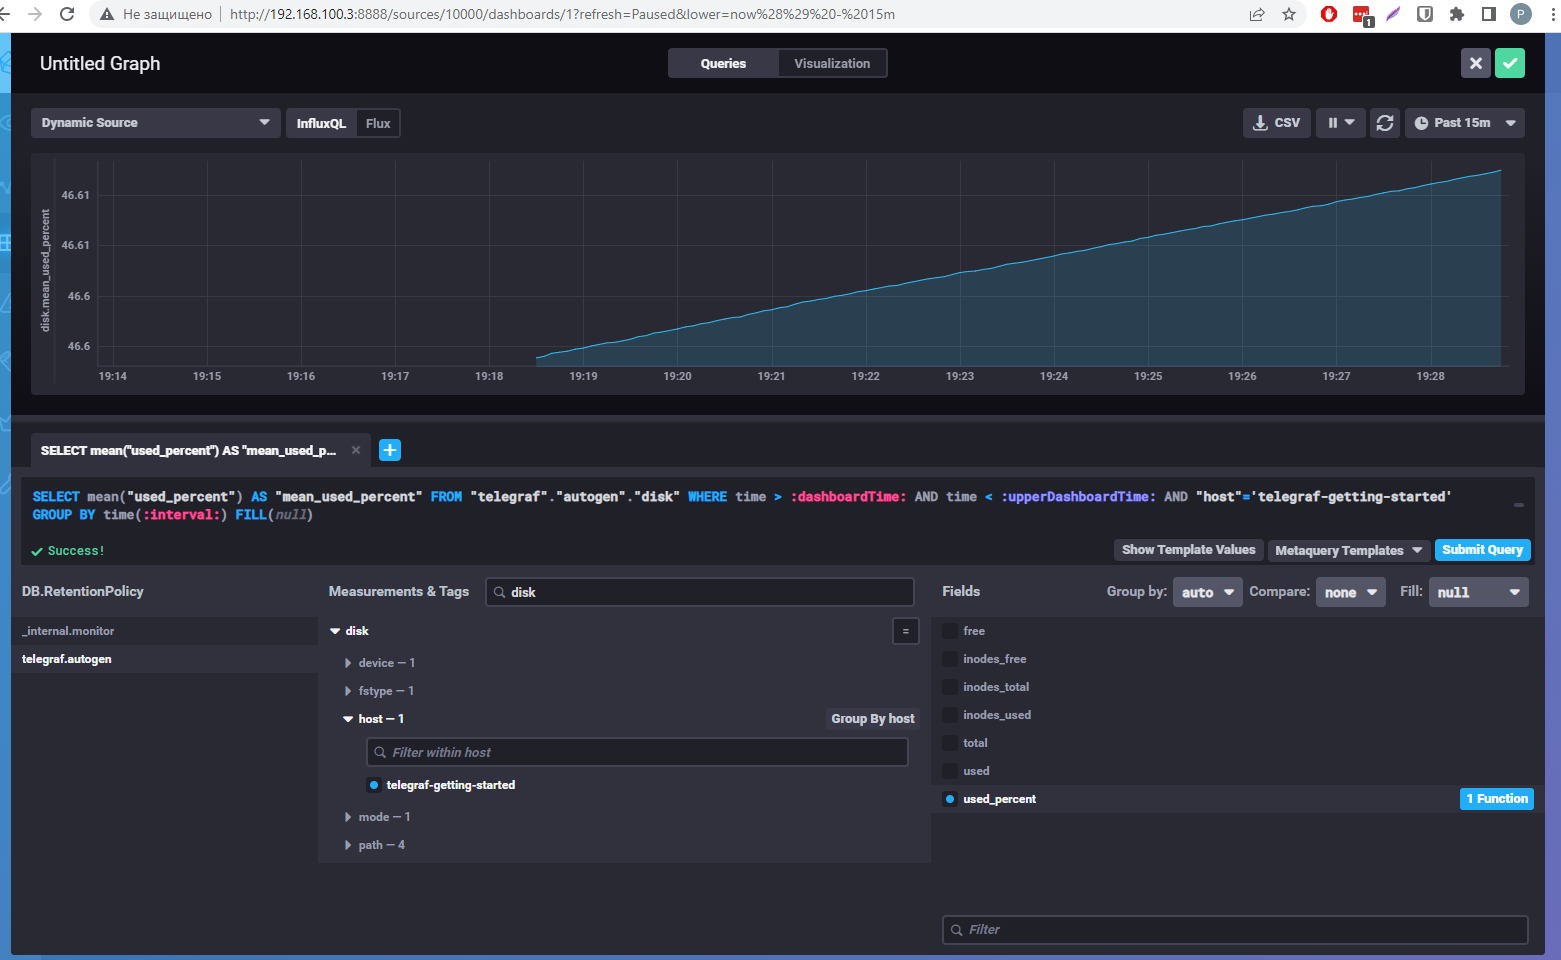 Не защищено http://192.168.100.3:8888/sources/10000/dashboards/1?refresh=Paused&lower=now%28%29%20-%2015m
1
P
Untitled Graph
Queries Visualization
Dynamic Source InfluxQL Flux
CSV Past 15m
disk.mean_used_percent
46.61
46.61
46.6
46.6
19:14 19:15 19:16 19:17 19:18 19:19 19:20 19:21 19:22 19:23 19:24 19:25 19:26 19:27 19:28
SELECT mean("used_percent") AS "mean_used_p...
SELECT mean("used_percent") AS "mean_used_percent" FROM "telegraf"."autogen"."disk" WHERE time > :dashboardTime: AND time < :upperDashboardTime: AND "host"='telegraf-getting-started'
GROUP BY time(:interval:) FILL(null)
Success!
Show Template Values Metaquery Templates Submit Query
DB.RetentionPolicy
_internal.monitor
telegraf.autogen
Measurements & Tags disk
disk =
device — 1
fstype — 1
host — 1 Group By host
Filter within host
telegraf-getting-started
mode — 1
path — 4
Fields Group by: auto Compare: none Fill: null
free
inodes_free
inodes_total
inodes_used
total
used
used_percent 1 Function
Filter